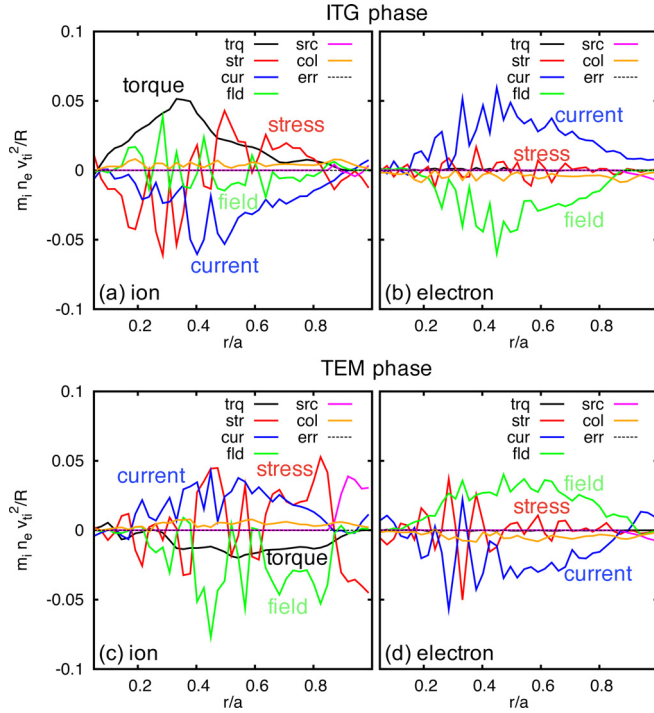 ITG phase
0.1
0.05
0
-0.05
-0.1
m_i n_e v_ti^2/R
trq
str
cur
fld
src
col
err
torque
stress
field
current
(a) ion
0.2
0.4
0.6
0.8
r/a
trq
str
cur
fld
src
col
err
current
stress
field
(b) electron
0.2
0.4
0.6
0.8
r/a
TEM phase
0.1
0.05
0
-0.05
-0.1
m_i n_e v_ti^2/R
trq
str
cur
fld
src
col
err
current
stress
torque
field
(c) ion
0.2
0.4
0.6
0.8
r/a
trq
str
cur
fld
src
col
err
field
stress
current
(d) electron
0.2
0.4
0.6
0.8
r/a